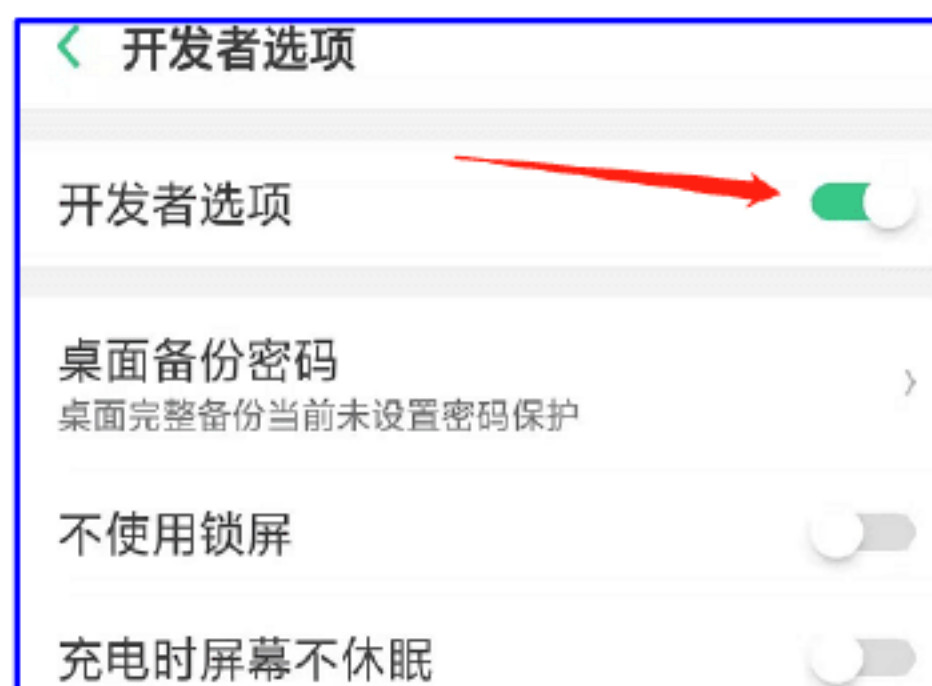 开发者选项
开发者选项
桌面备份密码
桌面完整备份当前未设置密码保护
不使用锁屏
充电时屏幕不休眠